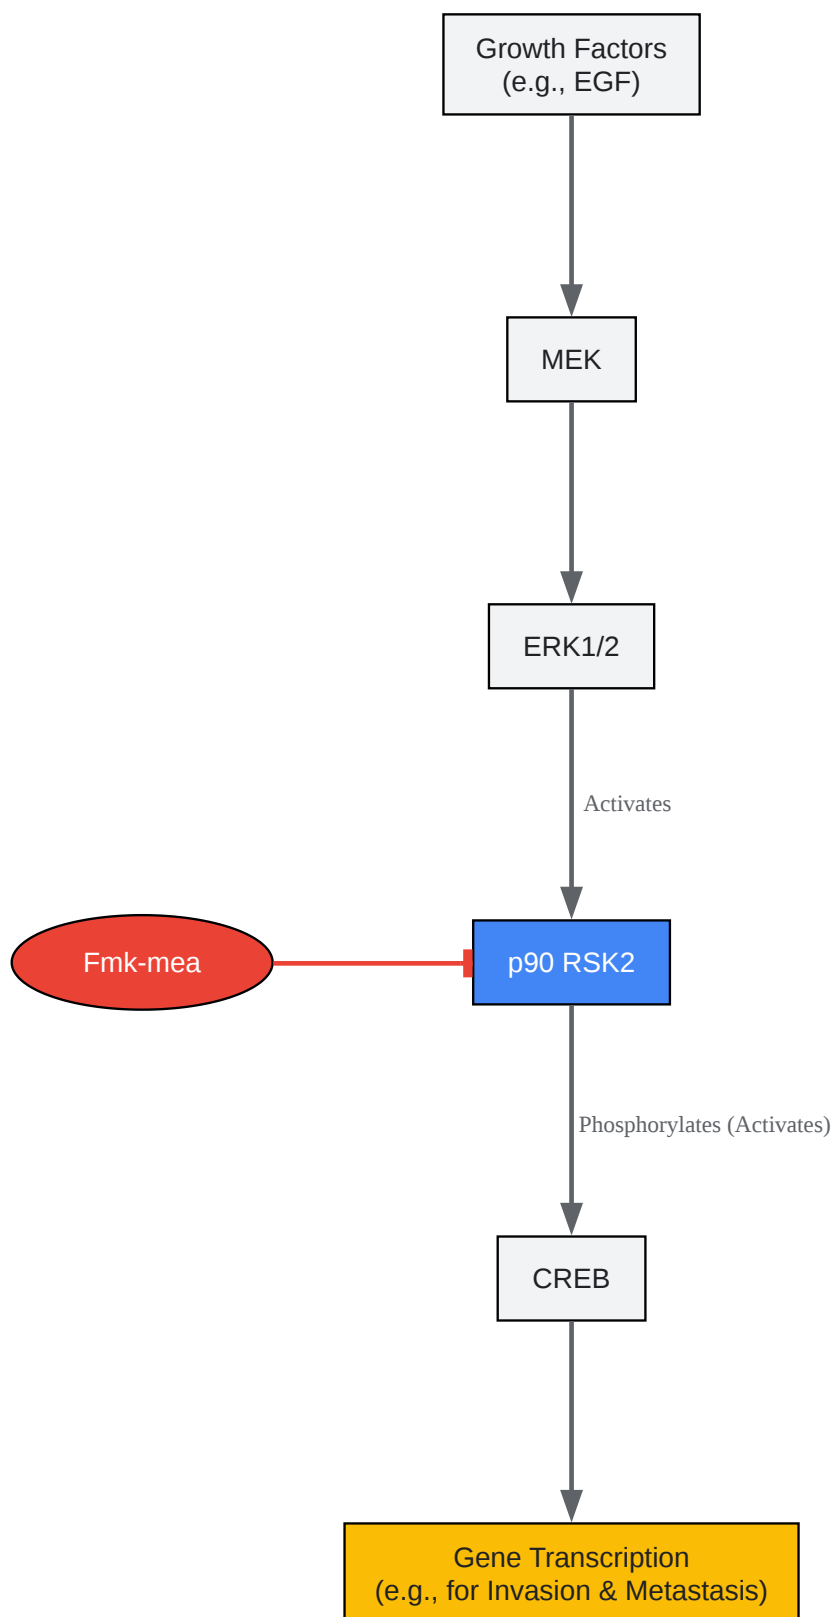 Growth Factors
(e.g., EGF)
MEK
ERK1/2
Activates
Fmk-mea
p90 RSK2
Phosphorylates (Activates)
CREB
Gene Transcription
(e.g., for Invasion & Metastasis)